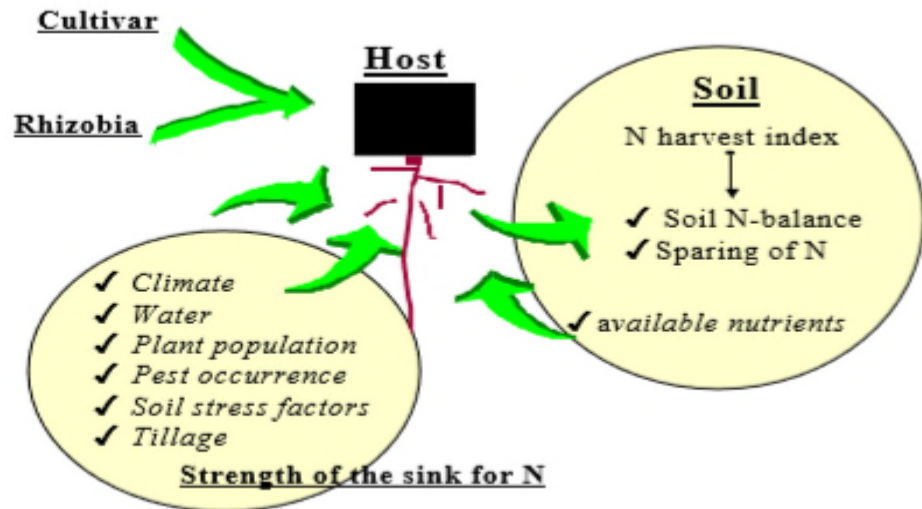 Cultivar
Rhizobia
Host
Soil
N harvest index
✓ Soil N-balance
✓ Sparing of N
✓ available nutrients
✓ Climate
✓ Water
✓ Plant population
✓ Pest occurrence
✓ Soil stress factors
✓ Tillage
Strength of the sink for N